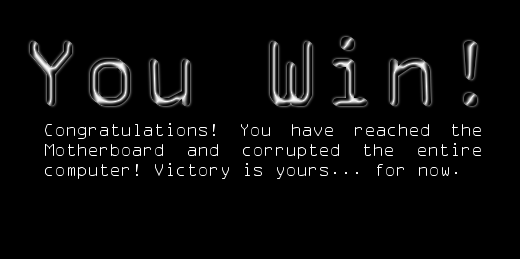 You Win!
Congratulations! You have reached the
Motherboard and corrupted the entire
computer! Victory is yours... for now.